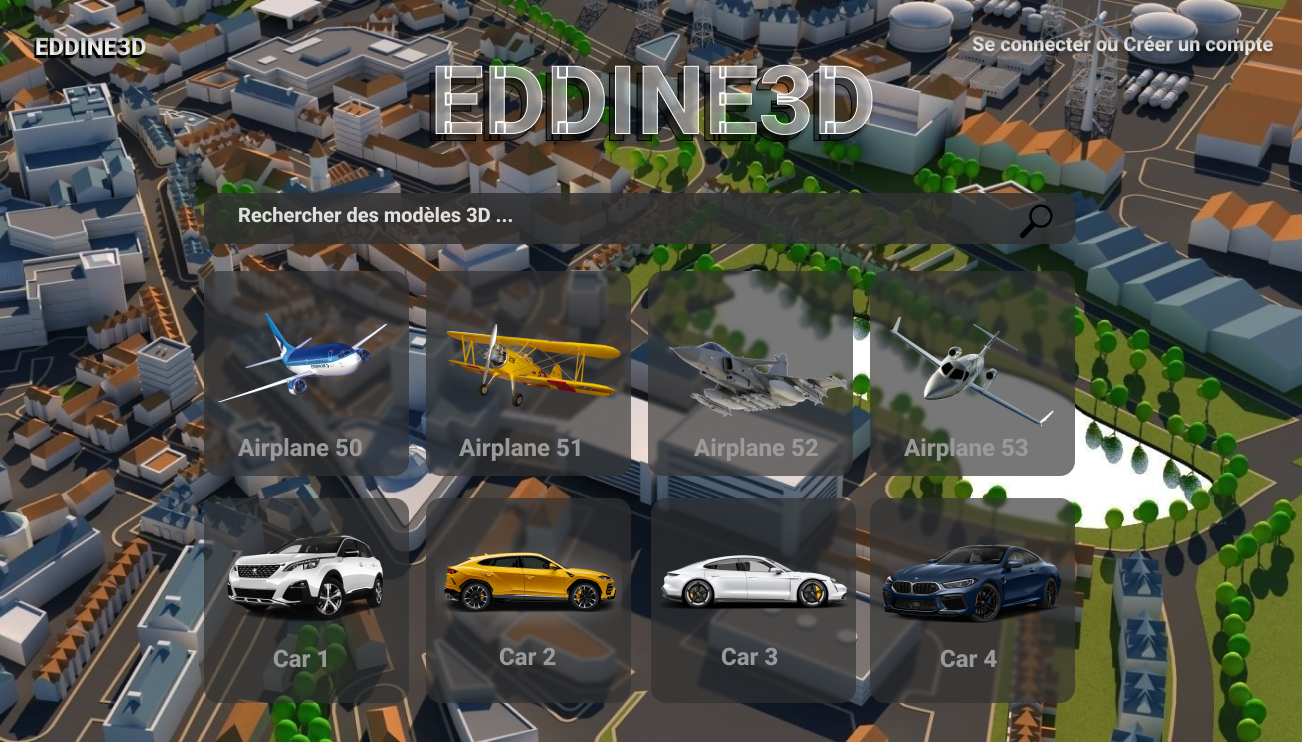 EDDINE3D
Se connecter ou Créer un compte
EDDINE3D
Rechercher des modèles 3D ...
Airplane 50
Airplane 51
Airplane 52
Airplane 53
Car 1
Car 2
Car 3
Car 4